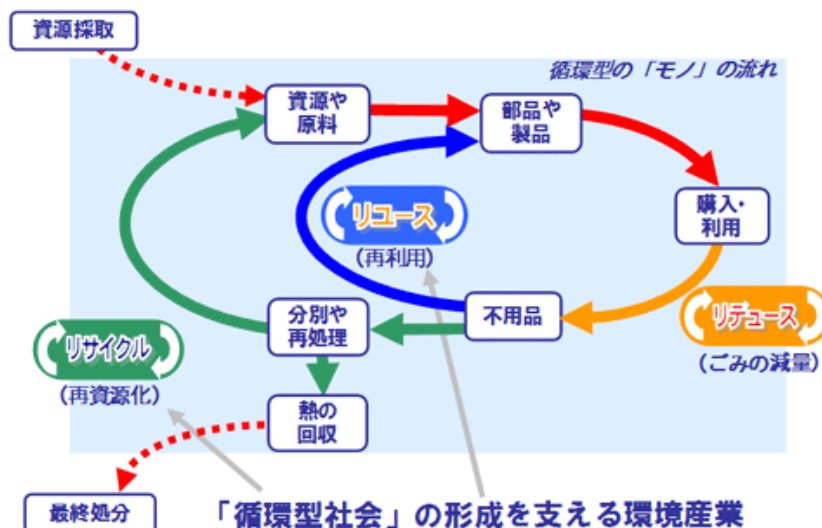 資源採取
循環型の「モノ」の流れ
資源や
原料
部品や
製品
購入・
利用
リユース
(再利用)
リデュース
(ごみの減量)
不用品
分別や
再処理
リサイクル
(再資源化)
熱の
回収
最終処分
「循環型社会」の形成を支える環境産業